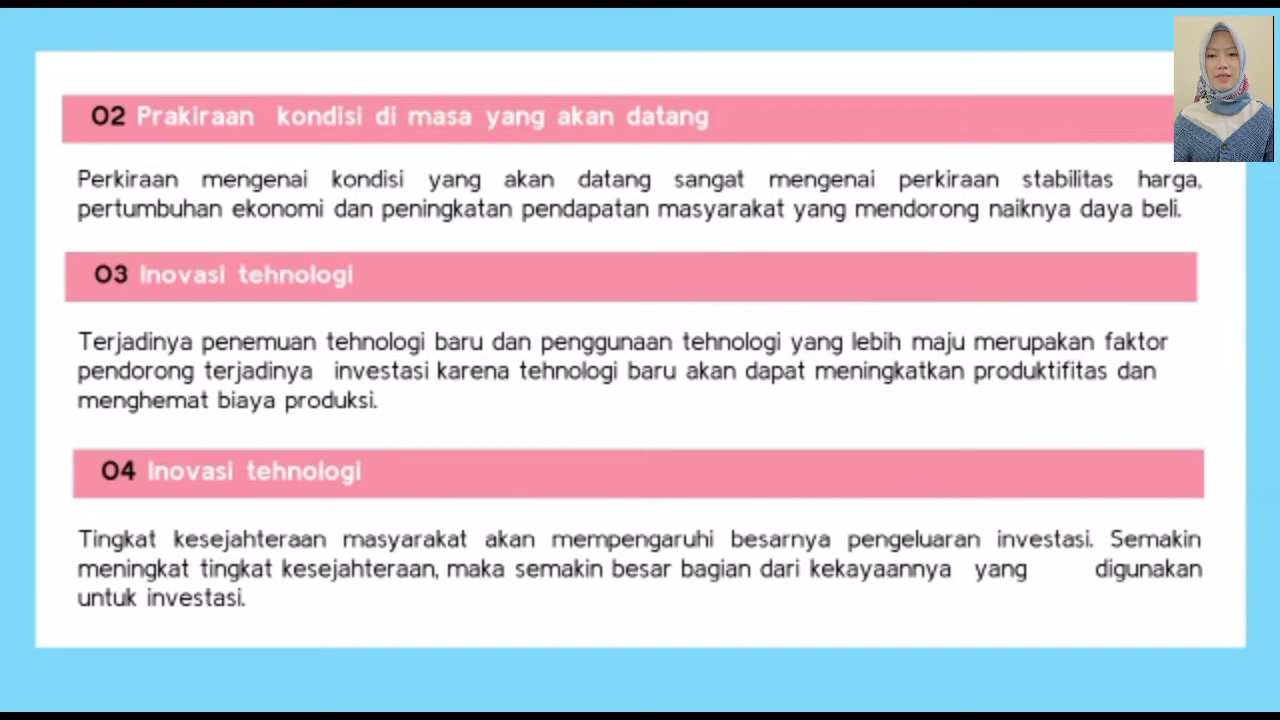 02 Prakiraan kondisi di masa yang akan datang
Perkiraan mengenai kondisi yang akan datang sangat mengenai perkiraan stabilitas harga,
pertumbuhan ekonomi dan peningkatan pendapatan masyarakat yang mendorong naiknya daya beli.
03 Inovasi tehnologi
Terjadinya penemuan tehnologi baru dan penggunaan tehnologi yang lebih maju merupakan faktor
pendorong terjadinya investasi karena tehnologi baru akan dapat meningkatkan produktifitas dan
menghemat biaya produksi.
04 Inovasi tehnologi
Tingkat kesejahteraan masyarakat akan mempengaruhi besarnya pengeluaran investasi. Semakin
meningkat tingkat kesejahteraan, maka semakin besar bagian dari kekayaannya yang digunakan
untuk investasi.